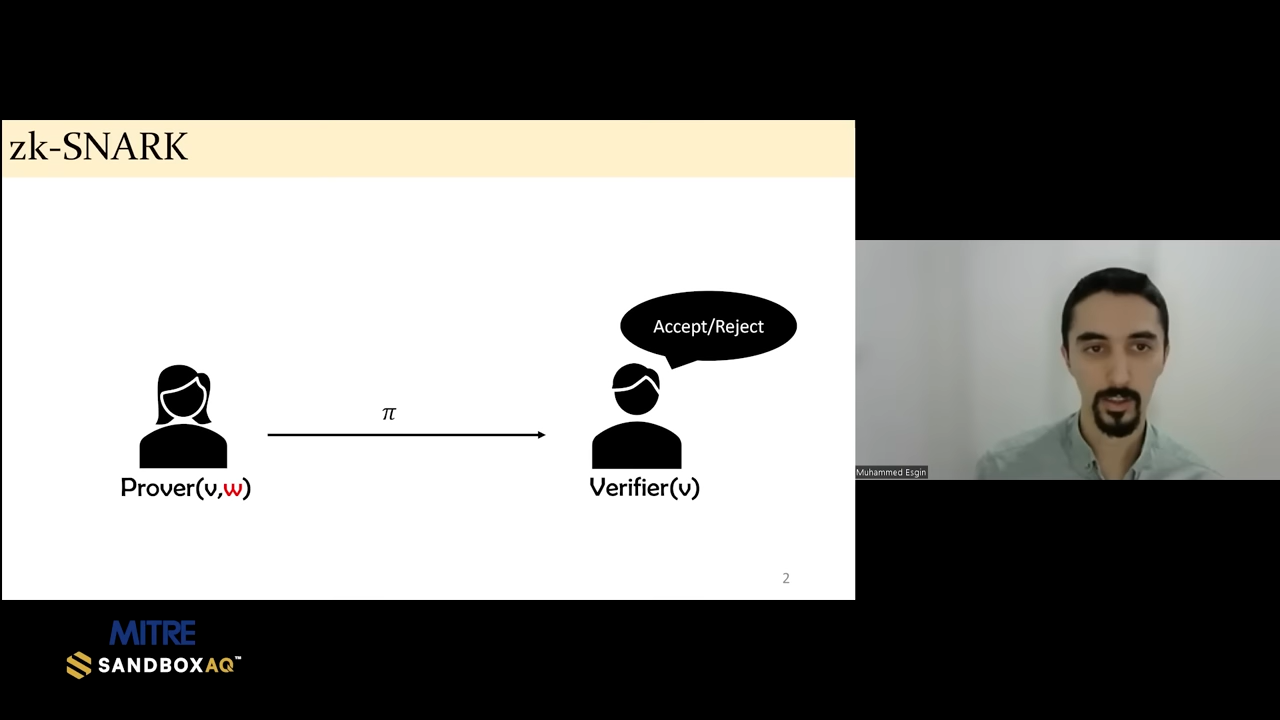 zk-SNARK
Accept/Reject
π
Prover(v,w)
Verifier(v)
2
Muhammed Esgin
MITRE
SANDBOXAQ™